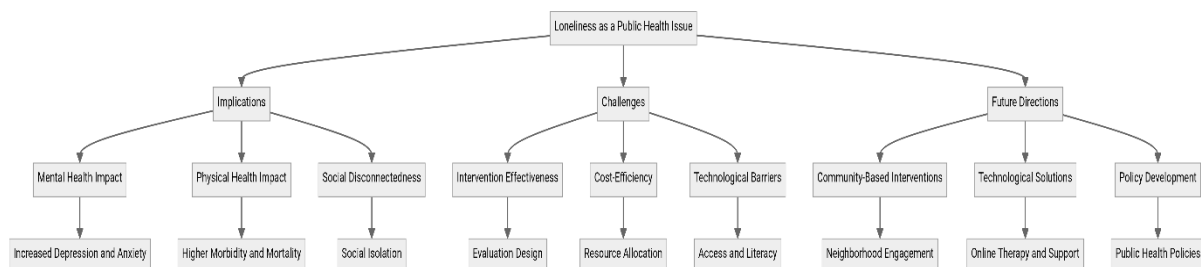 Loneliness as a Public Health Issue
Implications
Challenges
Future Directions
Mental Health Impact
Physical Health Impact
Social Disconnectedness
Intervention Effectiveness
Cost-Efficiency
Technological Barriers
Community-Based Interventions
Technological Solutions
Policy Development
Increased Depression and Anxiety
Higher Morbidity and Mortality
Social Isolation
Evaluation Design
Resource Allocation
Access and Literacy
Neighborhood Engagement
Online Therapy and Support
Public Health Policies